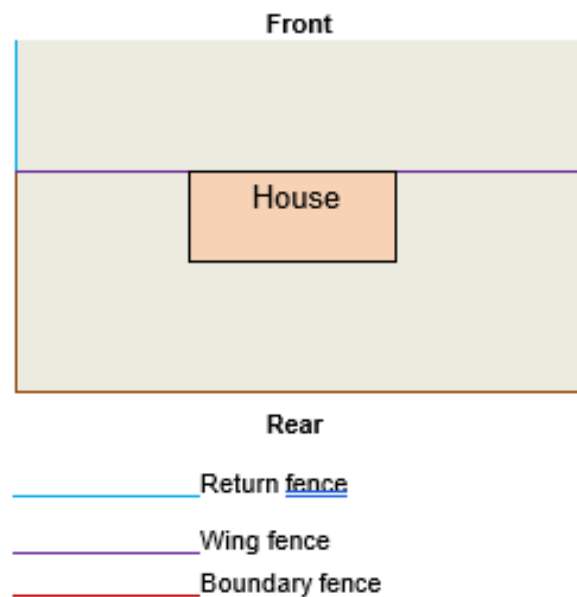 Front
House
Rear
Return fence
Wing fence
Boundary fence